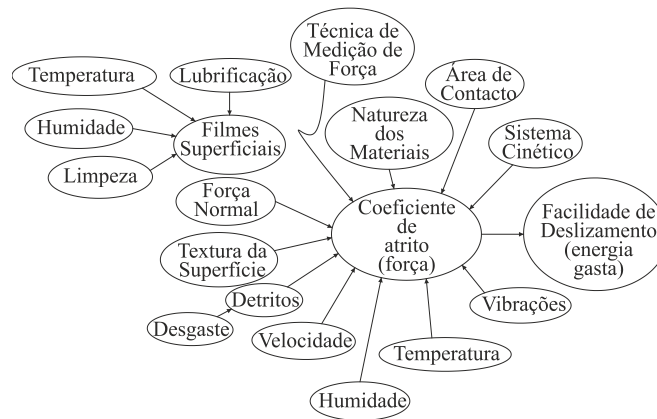 Técnica de
Medição de
Força
Temperatura
Lubrificação
Área de
Contacto
Humidade
Filmes
Superficiais
Natureza
dos
Materiais
Sistema
Cinético
Limpeza
Força
Normal
Coeficiente
de
atrito
(força)
Facilidade de
Deslizamento
(energia
gasta)
Textura da
Superfície
Detritos
Desgaste
Velocidade
Vibrações
Temperatura
Humidade